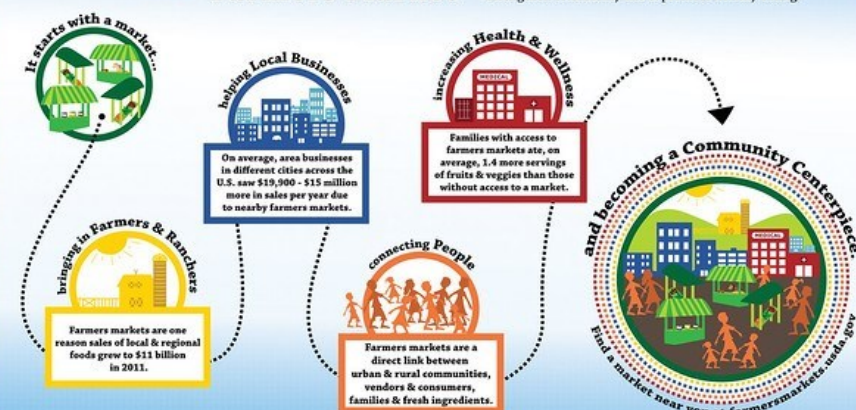 It starts with a market...
bringing in Farmers & Ranchers
Farmers markets are one
reason sales of local & regional
foods grew to $11 billion
in 2011.
helping Local Businesses
On average, area businesses
in different cities across the
U.S. saw $19,900 - $15 million
more in sales per year due
to nearby farmers markets.
connecting People
Farmers markets are a
direct link between
urban & rural communities,
vendors & consumers,
families & fresh ingredients.
increasing Health & Wellness
MEDICAL
Families with access to
farmers markets ate, on
average, 1.4 more servings
of fruits & veggies than those
without access to a market.
and becoming a Community Centerpiece.
MEDICAL
Find a market near you at farmersmarkets.usda.gov